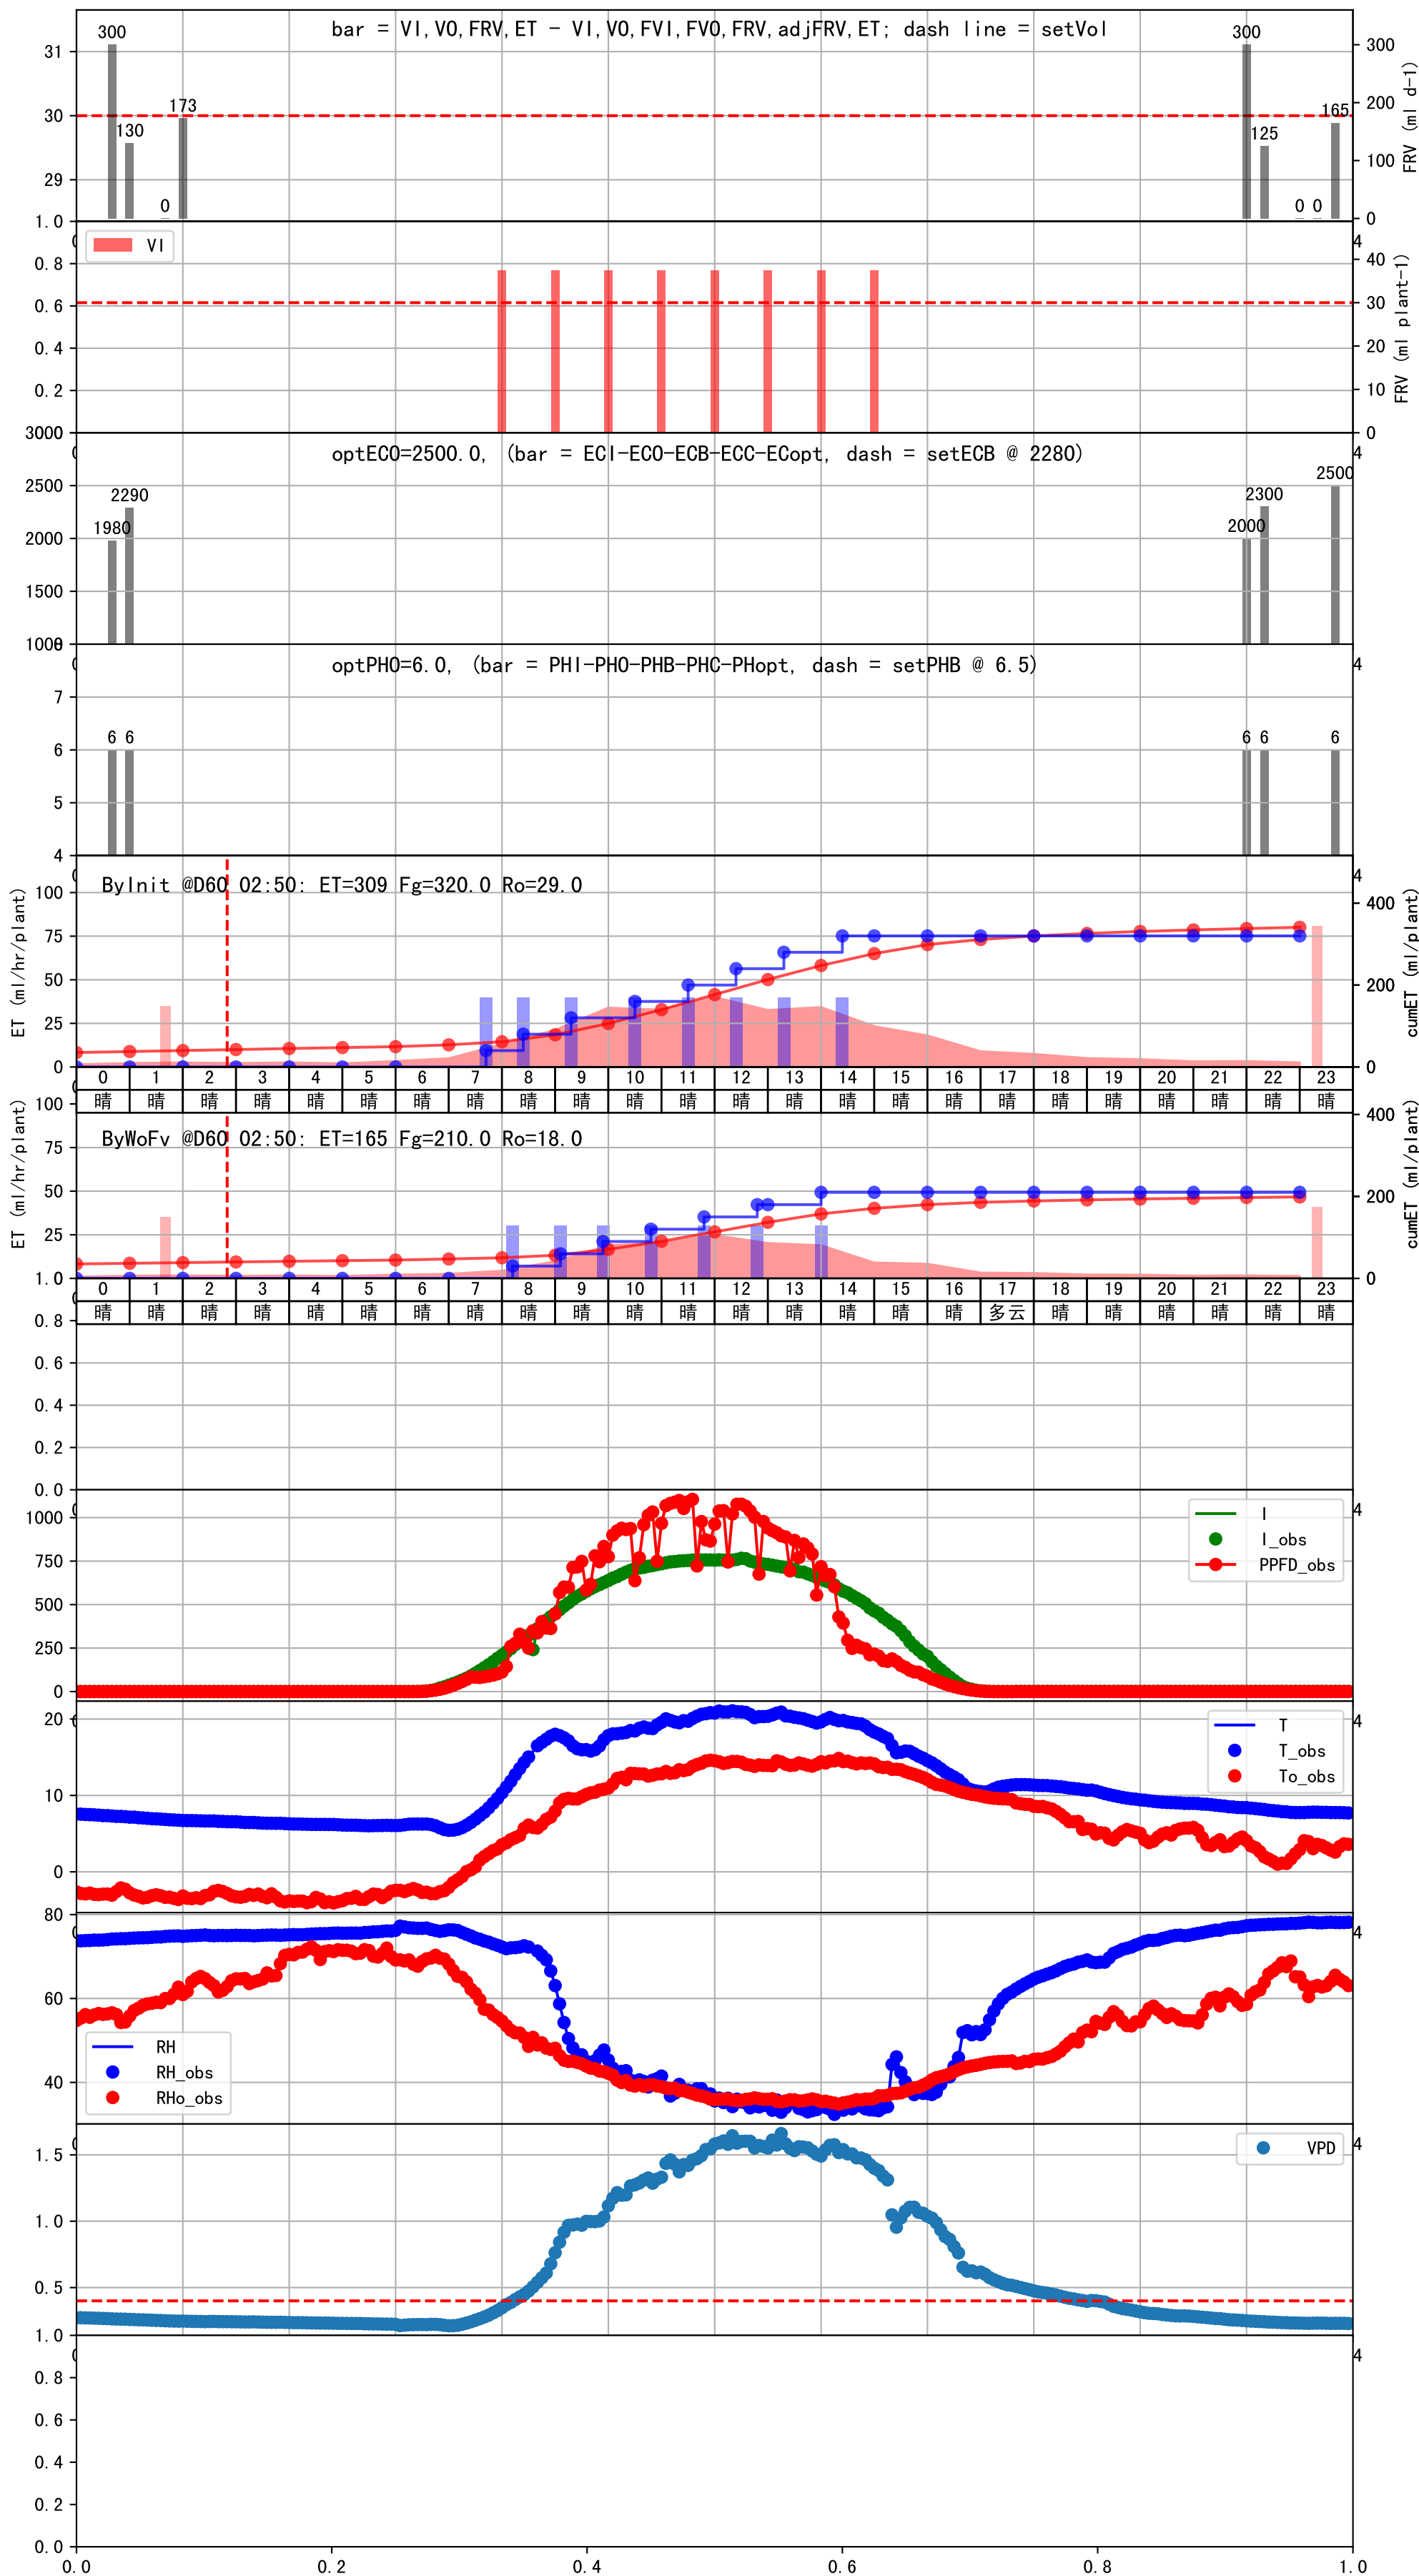 bar = VI,VO,FRV,ET - VI,VO,FVI,FVO,FRV,adjFRV,ET; dash line = setVol
300 130 0 173 300 125 0 0 165
31 30 29
300 200 100 0
FRV (ml d-1)
VI
1.0 0.8 0.6 0.4 0.2
40 30 20 10 0
FRV (ml plant-1)
optECO=2500.0, (bar = ECI-ECO-ECB-ECC-ECopt, dash = setECB @ 2280)
3000 2500 2000 1500 1000
1980 2290 2000 2300 2500
optPHO=6.0, (bar = PHI-PHO-PHB-PHC-PHopt, dash = setPHB @ 6.5)
7 6 5 4
6 6 6 6 6
ByInit @D60 02:50: ET=309 Fg=320.0 Ro=29.0
ET (ml/hr/plant)
100 75 50 25 0
400 200 0
cumET (ml/plant)
0 1 2 3 4 5 6 7 8 9 10 11 12 13 14 15 16 17 18 19 20 21 22 23
晴 晴 晴 晴 晴 晴 晴 晴 晴 晴 晴 晴 晴 晴 晴 晴 晴 晴 晴 晴 晴 晴 晴 晴
ByWoFv @D60 02:50: ET=165 Fg=210.0 Ro=18.0
ET (ml/hr/plant)
100 75 50 25
400 200 0
cumET (ml/plant)
0 1 2 3 4 5 6 7 8 9 10 11 12 13 14 15 16 17 18 19 20 21 22 23
晴 晴 晴 晴 晴 晴 晴 晴 晴 晴 晴 晴 晴 晴 晴 晴 晴 多云 晴 晴 晴 晴 晴 晴
1.0 0.8 0.6 0.4 0.2 0.0
1000 750 500 250 0
I
I_obs
PPFD_obs
20 10 0
T
T_obs
To_obs
80 60 40
RH
RH_obs
RHo_obs
1.5 1.0 0.5
VPD
1.0 0.8 0.6 0.4 0.2 0.0
0.0 0.2 0.4 0.6 0.8 1.0